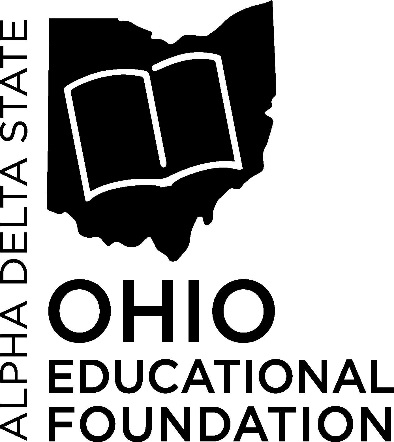 ALPHA DELTA STATE
OHIO
EDUCATIONAL
FOUNDATION